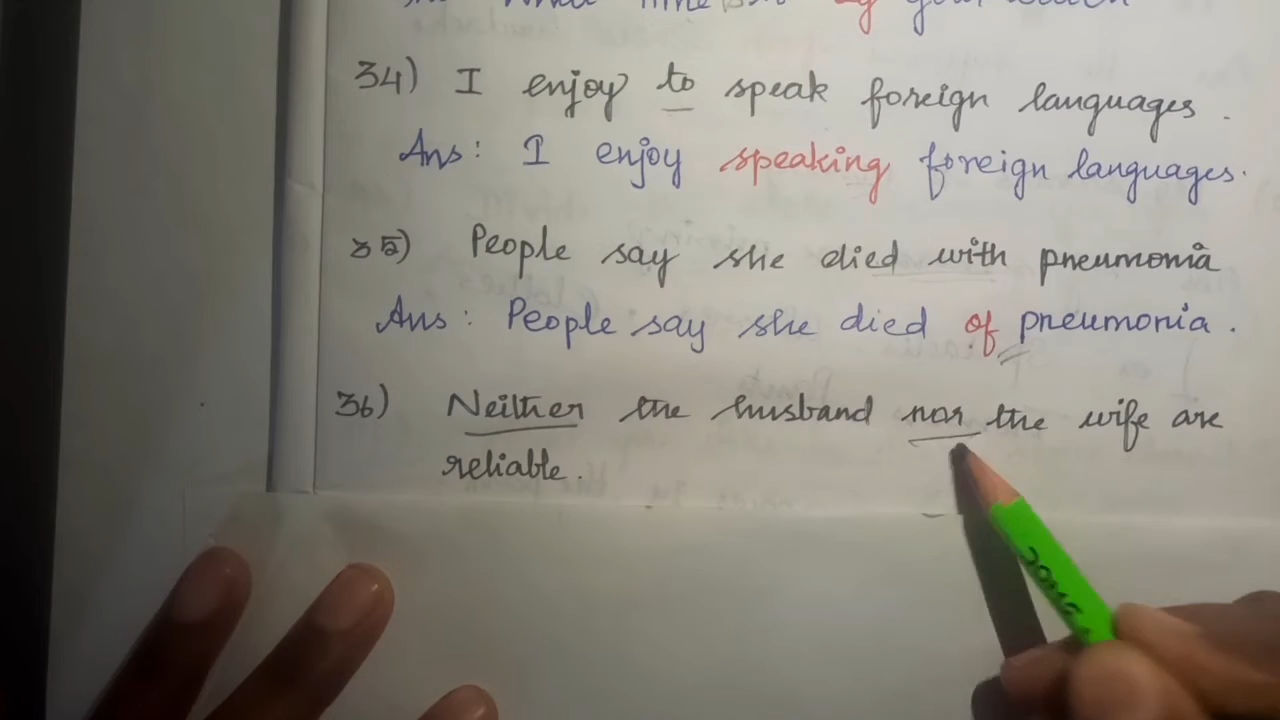 34) I enjoy to speak foreign languages.
Ans: I enjoy speaking foreign languages.
35) People say she died with pneumonia
Ans: People say she died of pneumonia.
36) Neither the husband nor the wife are
reliable.